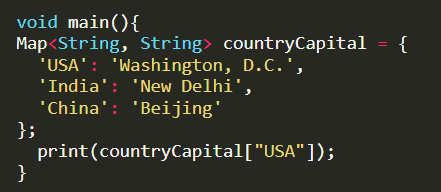 void main(){
Map<String, String> countryCapital = {
  'USA': 'Washington, D.C.',
  'India': 'New Delhi',
  'China': 'Beijing'
};
  print(countryCapital["USA"]);
}